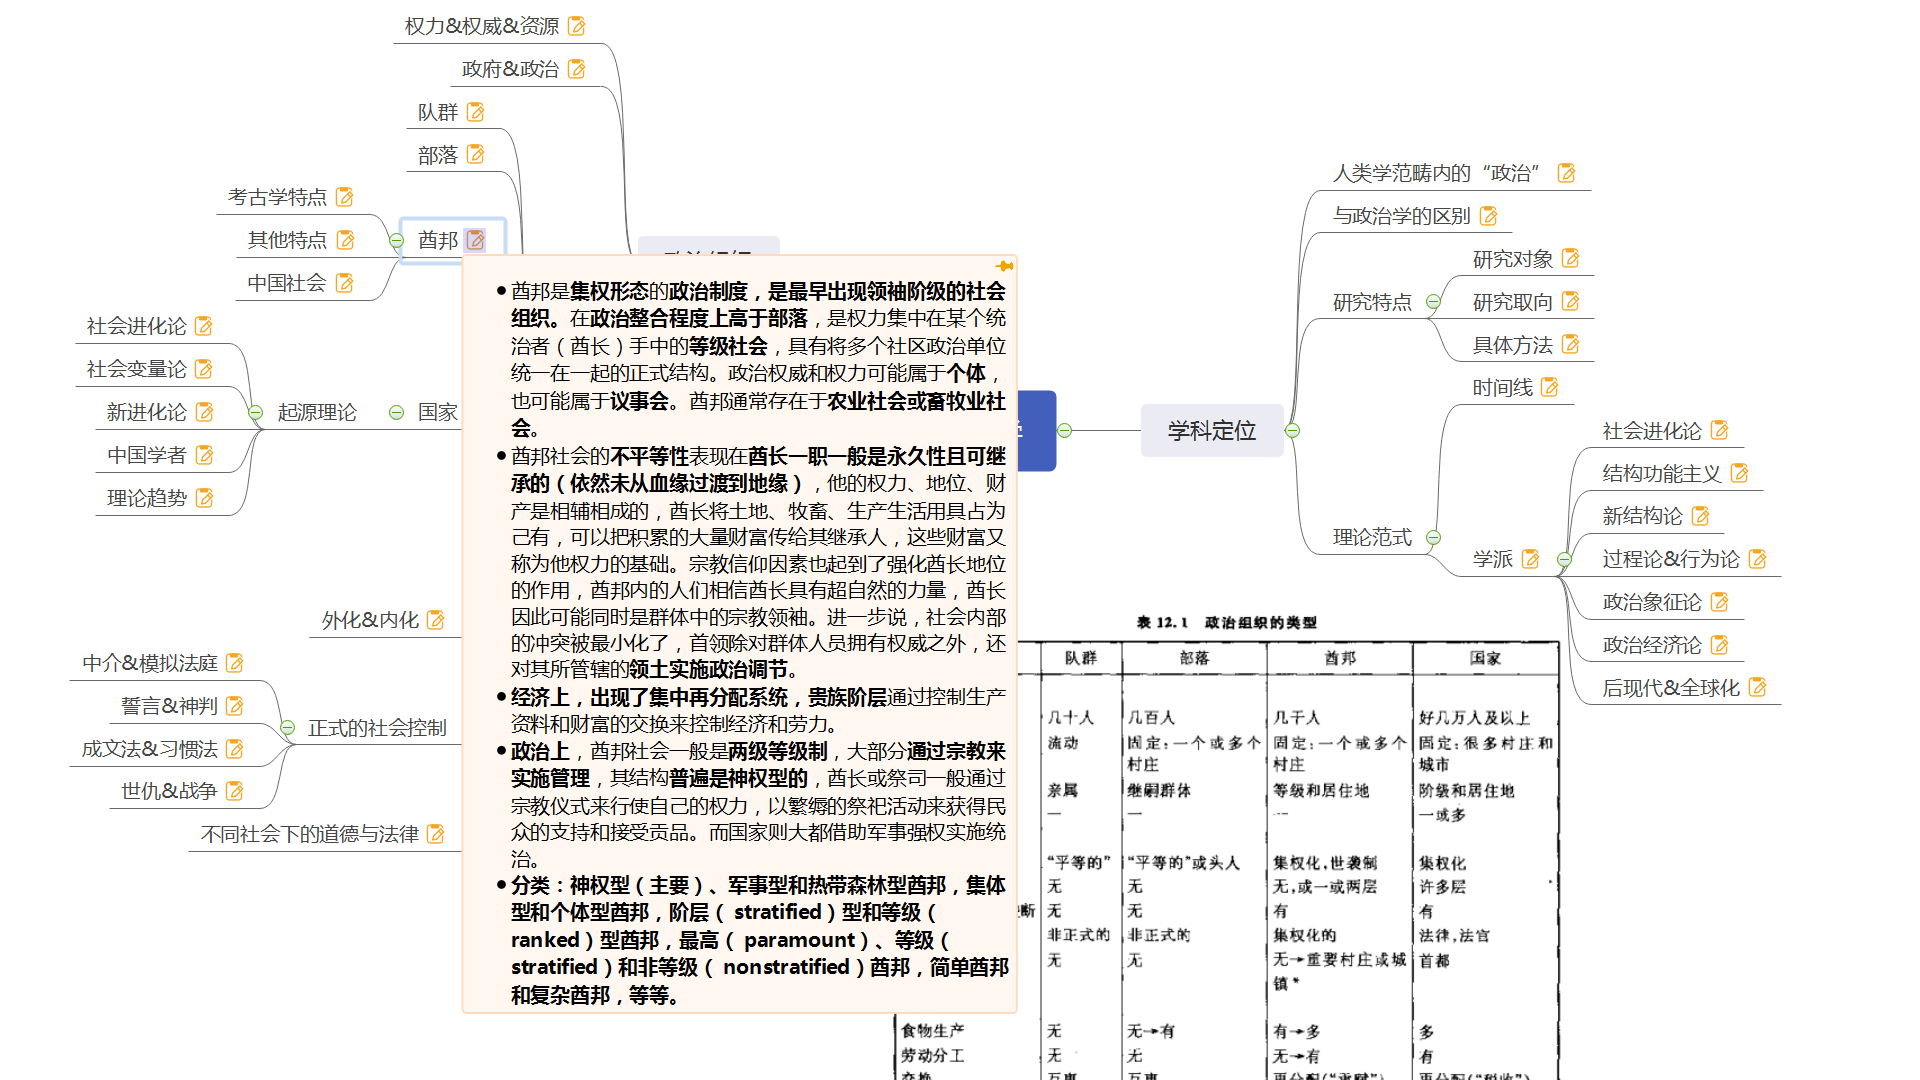 权力&权威&资源
政府&政治
队群
部落
考古学特点
其他特点
中国社会
酋邦
社会进化论
社会变量论
新进化论
中国学者
理论趋势
起源理论
国家
外化&内化
中介&模拟法庭
誓言&神判
成文法&习惯法
世仇&战争
正式的社会控制
不同社会下的道德与法律
酋邦是集权形态的政治制度，是最早出现领袖阶级的社会
组织。在政治整合程度上高于部落，是权力集中在某个统
治者（酋长）手中的等级社会，具有将多个社区政治单位
统一在一起的正式结构。政治权威和权力可能属于个体，
也可能属于议事会。酋邦通常存在于农业社会或畜牧业社
会。
酋邦社会的不平等性表现在酋长一职一般是永久性且可继
承的（依然未从血缘过渡到地缘），他的权力、地位、财
产是相辅相成的，酋长将土地、牧畜、生产生活用具占为
己有，可以把积累的大量财富传给其继承人，这些财富又
称为他权力的基础。宗教信仰因素也起到了强化酋长地位
的作用，酋邦内的人们相信酋长具有超自然的力量，酋长
因此可能同时是群体中的宗教领袖。进一步说，社会内部
的冲突被最小化了，首领除对群体人员拥有权威之外，还
对其所管辖的领土实施政治调节。
经济上，出现了集中再分配系统，贵族阶层通过控制生产
资料和财富的交换来控制经济和劳力。
政治上，酋邦社会一般是两级等级制，大部分通过宗教来
实施管理，其结构普遍是神权型的，酋长或祭司一般通过
宗教仪式来行使自己的权力，以繁缛的祭祀活动来获得民
众的支持和接受贡品。而国家则大都借助军事强权实施统
治。
分类：神权型（主要）、军事型和热带森林型酋邦，集体
型和个体型酋邦，阶层（ stratified）型和等级（
ranked）型酋邦，最高（ paramount）、等级（
stratified）和非等级（ nonstratified）酋邦，简单酋邦
和复杂酋邦，等等。
学科定位
人类学范畴内的“政治”
与政治学的区别
研究特点
研究对象
研究取向
具体方法
理论范式
时间线
学派
社会进化论
结构功能主义
新结构论
过程论&行为论
政治象征论
政治经济论
后现代&全球化
表 12.1 政治组织的类型
队群 部落 酋邦 国家
几十人 几百人 几千人 好几万人及以上
流动 固定：一个或多个 固定：一个或多个 固定：很多村庄和
村庄 村庄 城市
亲属 继嗣群体 等级和居住地 阶级和居住地
一 一 一 一或多
“平等的” “平等的”或头人 集权化，世袭制 集权化
无 无 无，或一或两层 许多层
断 无 无 有 有
非正式的 非正式的 集权化的 法律，法官
无 无 无→重要村庄或城 首都
镇*
食物生产 无 无→有 有→多 多
劳动分工 无 无 无→有 有